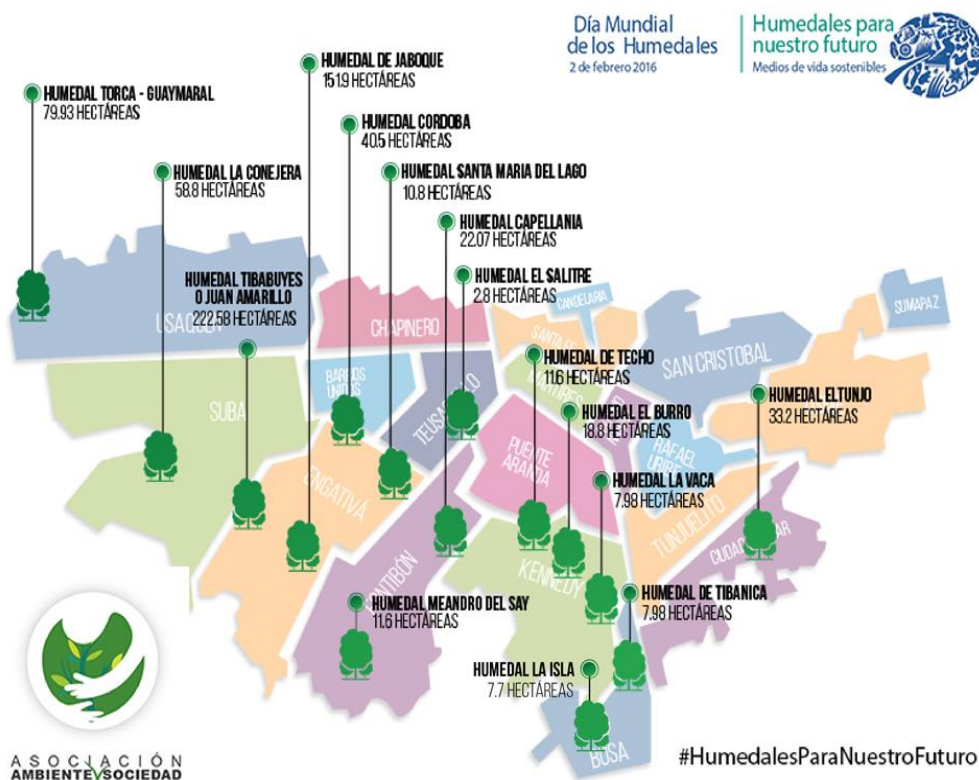 Día Mundial
de los Humedales
2 de febrero 2016
Humedales para
nuestro futuro
Medios de vida sostenibles
HUMEDAL DE JABOQUE
151.9 HECTÁREAS
HUMEDAL TORCA - GUAYMARAL
79.93 HECTÁREAS
HUMEDAL CORDOBA
40.5 HECTÁREAS
HUMEDAL LA CONEJERA
58.8 HECTÁREAS
HUMEDAL SANTA MARIA DEL LAGO
10.8 HECTÁREAS
HUMEDAL CAPELLANIA
22.07 HECTÁREAS
HUMEDAL EL SALITRE
2.8 HECTÁREAS
HUMEDAL TIBABUYES
O JUAN AMARILLO
222.58 HECTÁREAS
USAQUEN
CHAPINERO
CANDELARIA
SUMAPAZ
SAN CRISTOBAL
HUMEDAL DE TECHO
11.6 HECTÁREAS
MARTIRES
BARRIOS
UNIDOS
SUBA
HUMEDAL EL TUNJO
33.2 HECTÁREAS
HUMEDAL EL BURRO
18.8 HECTÁREAS
PUENTE
ARANDA
RAFAEL
URIBE
ENGATIVÁ
HUMEDAL LA VACA
7.98 HECTÁREAS
TUNJUELITO
KENNEDY
HUMEDAL DE TIBANICA
7.98 HECTÁREAS
HUMEDAL MEANDRO DEL SAY
11.6 HECTÁREAS
HUMEDAL LA ISLA
7.7 HECTÁREAS
BOSA
ASOCIACIÓN
AMBIENTE Y SOCIEDAD
#HumedalesParaNuestroFuturo